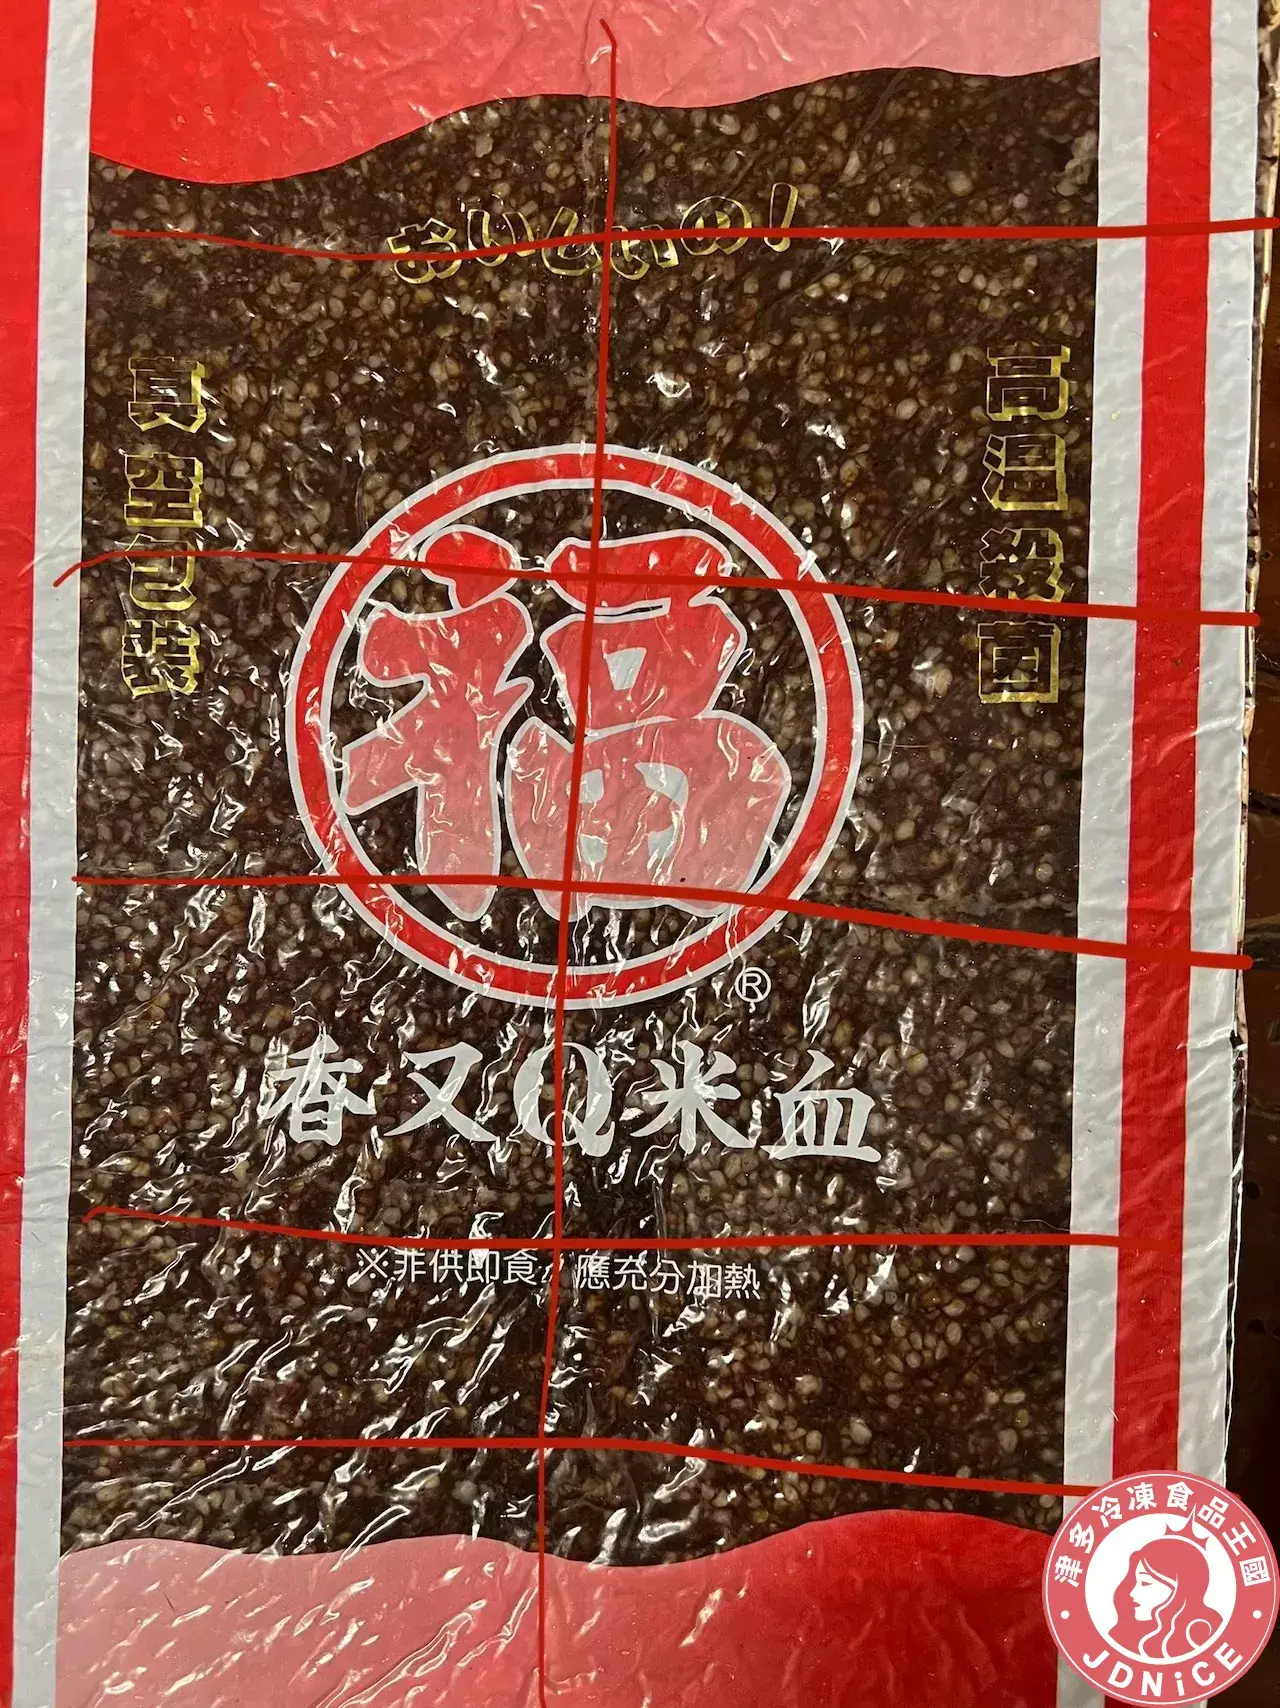 おいしいの!
真空包裝
高溫殺菌
福
®
香又Q米血
※非供即食,應充分加熱
津多冷凍食品王國
JDNiCE